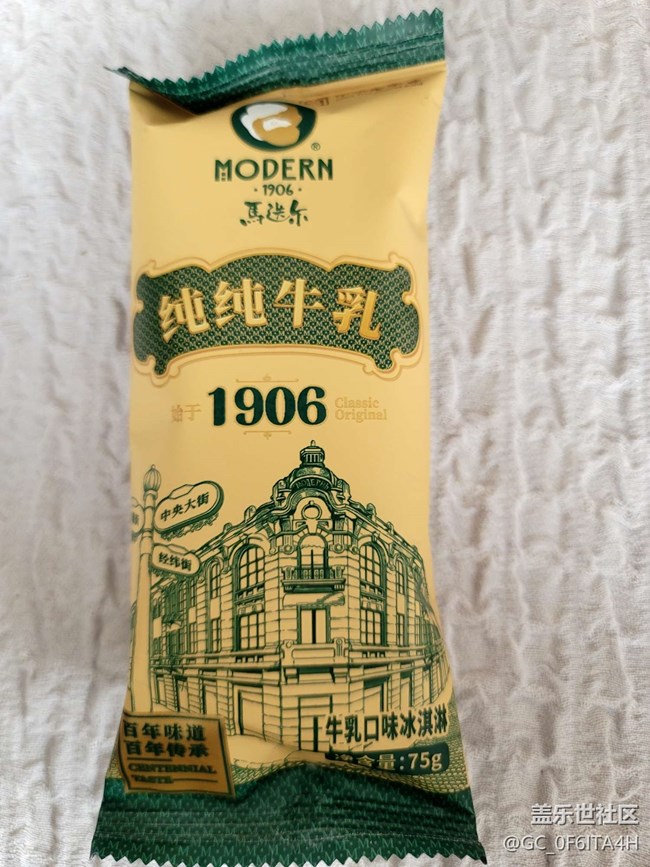 MODERN
·1906·
馬迭尔
®
纯纯牛乳
始于 1906 Classic Original
МОДЕРНЪ
中央大街
经纬街
百年味道
百年传承
CENTENNIAL
TASTE
牛乳口味冰淇淋
净含量:75g
盖乐世社区
@GC_0F6ITA4H